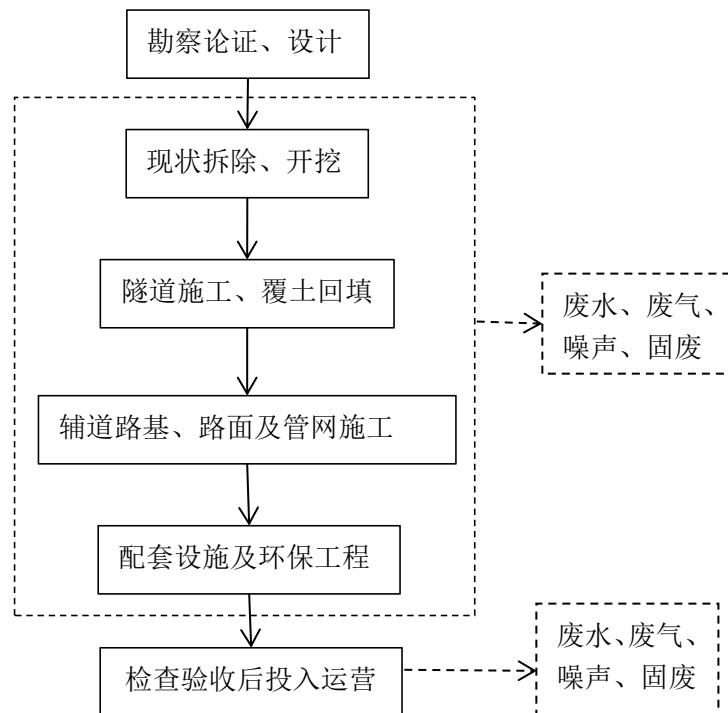 勘察论证、设计
现状拆除、开挖
隧道施工、覆土回填
废水、废气、
噪声、固废
辅道路基、路面及管网施工
配套设施及环保工程
检查验收后投入运营
废水、废气、
噪声、固废